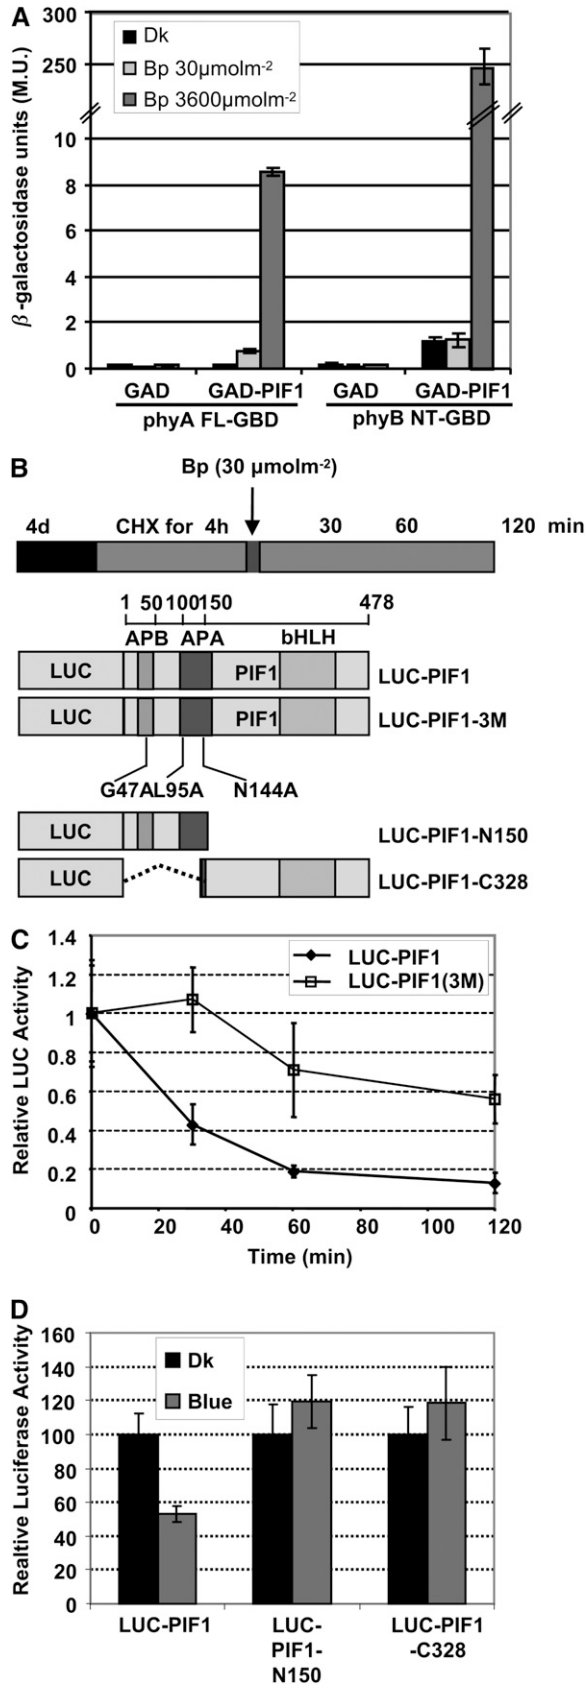 A
β-galactosidase units (M.U.)
300
250
10
8
6
4
2
0
Dk
Bp 30μmolm-2
Bp 3600μmolm-2
GAD GAD-PIF1 GAD GAD-PIF1
phyA FL-GBD phyB NT-GBD
B
Bp (30 μmolm-2)
4d CHX for 4h 30 60 120 min
1 50 100 150 478
APB APA bHLH
LUC PIF1 LUC-PIF1
LUC PIF1 LUC-PIF1-3M
G47A L95A N144A
LUC LUC-PIF1-N150
LUC LUC-PIF1-C328
C
Relative LUC Activity
1.4
1.2
1
0.8
0.6
0.4
0.2
0
LUC-PIF1
LUC-PIF1(3M)
0 20 40 60 80 100 120
Time (min)
D
Realtive Luciferase Activity
160
140
120
100
80
60
40
20
0
Dk
Blue
LUC-PIF1
LUC-
PIF1-
N150
LUC-PIF1
-C328